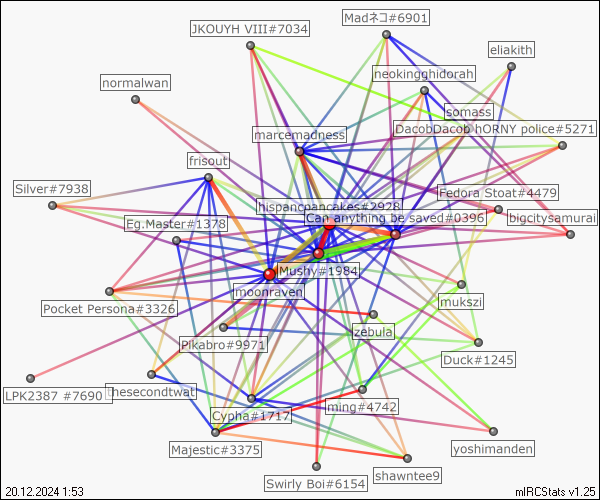 JKOUYH VIII#7034
Madネコ#6901
eliakith
neokingghidorah
normalwan
somass
marcemadness
DacobDacob hORNY police#5271
frisout
Silver#7938
Fedora Stoat#4479
hispanopancakes#2928
Can anything be saved#0396
bigcitysamurai
Eg.Master#1378
Mushy#1984
moonraven
mukszi
Pocket Persona#3326
zebula
Pikabro#9971
Duck#1245
LPK2387 #7690
thesecondtwat
Cypha#1717
ming#4742
Majestic#3375
yoshimanden
shawntee9
Swirly Boi#6154
20.12.2024 1:53
mIRCStats v1.25